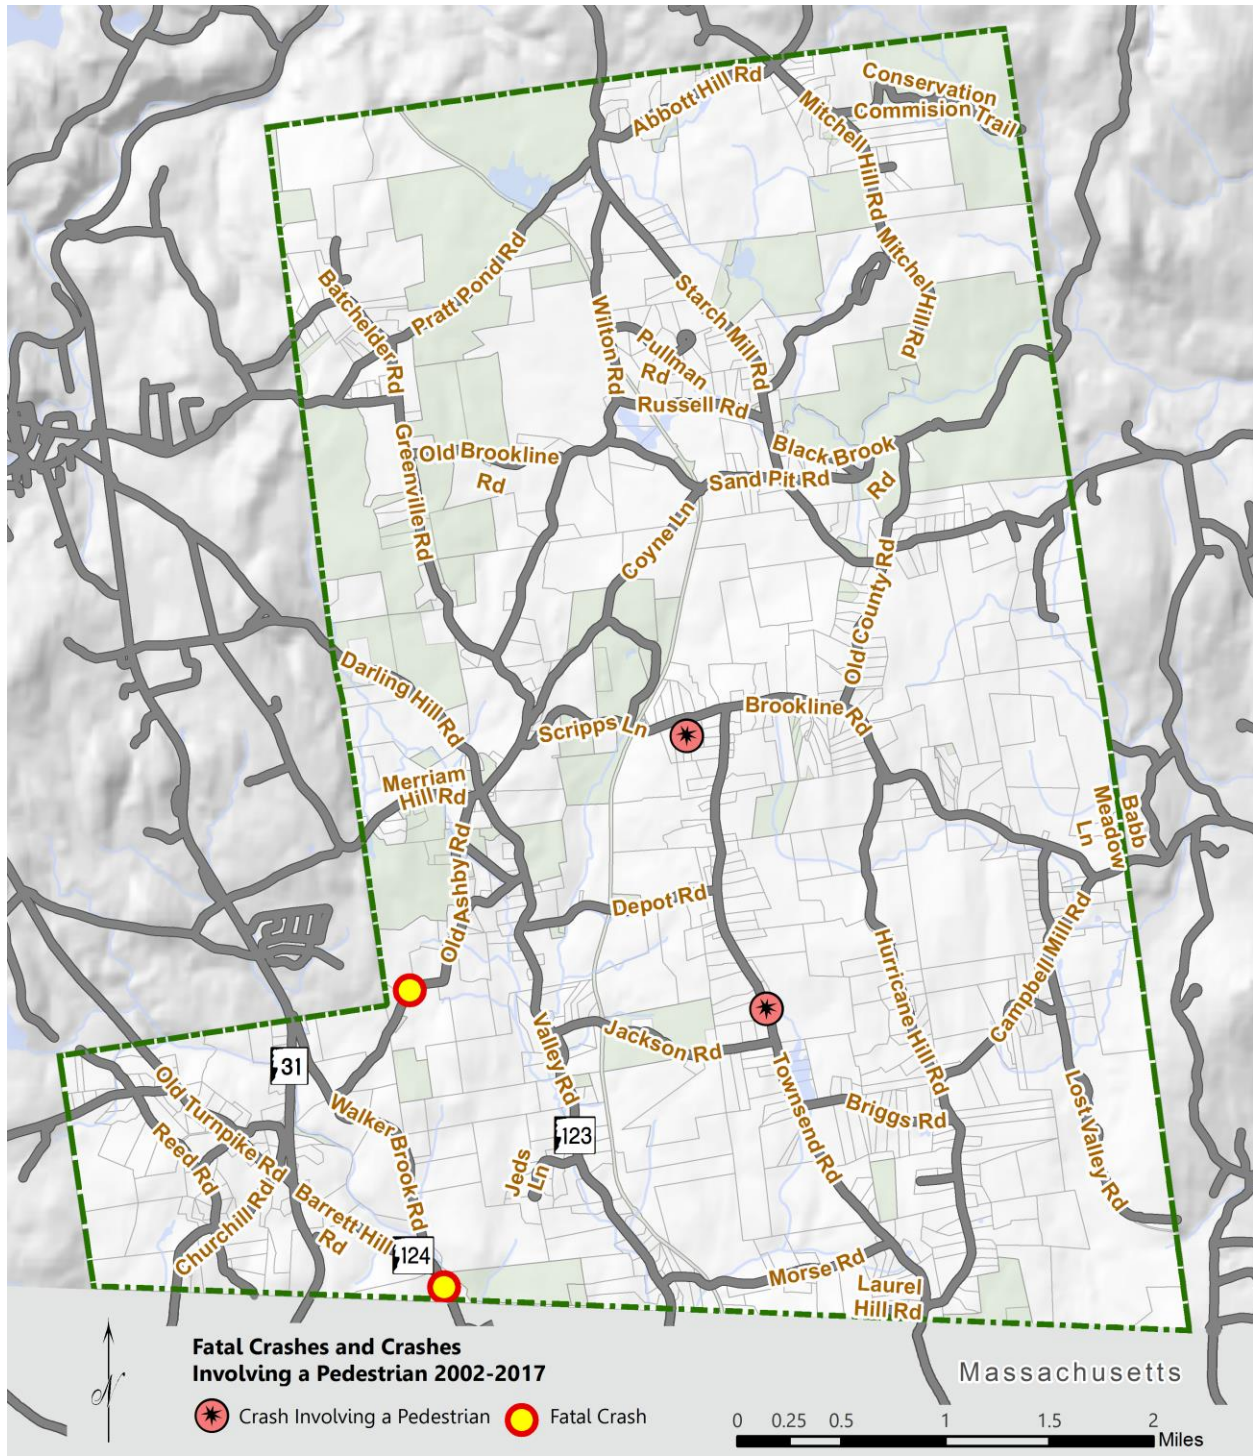 Abbott Hill Rd
Conservation
Commision Trail
Mitchell Hill Rd
Mitchel Hill Rd
Batchelder Rd
Pratt Pond Rd
Wilton Rd
Starch Mill Rd
Pullman
Rd
Russell Rd
Greenville Rd
Old Brookline
Rd
Black Brook
Rd
Sand Pit Rd
Coyne Ln
Old County Rd
Darling Hill Rd
Scripps Ln
Brookline Rd
Merriam
Hill Rd
Babb
Meadow
Ln
Old Ashby Rd
Depot Rd
Hurricane Hill Rd
Campbell Mill Rd
Valley Rd
Jackson Rd
31
Old Turnpike Rd
Walker Brook Rd
Townsend Rd
Briggs Rd
Lost Valley Rd
Reed Rd
123
Jeds
Ln
Churchill Rd
Barrett Hill
Rd
124
Morse Rd
Laurel
Hill Rd
N
Fatal Crashes and Crashes
Involving a Pedestrian 2002-2017
Crash Involving a Pedestrian
Fatal Crash
Massachusetts
0 0.25 0.5 1 1.5 2
Miles